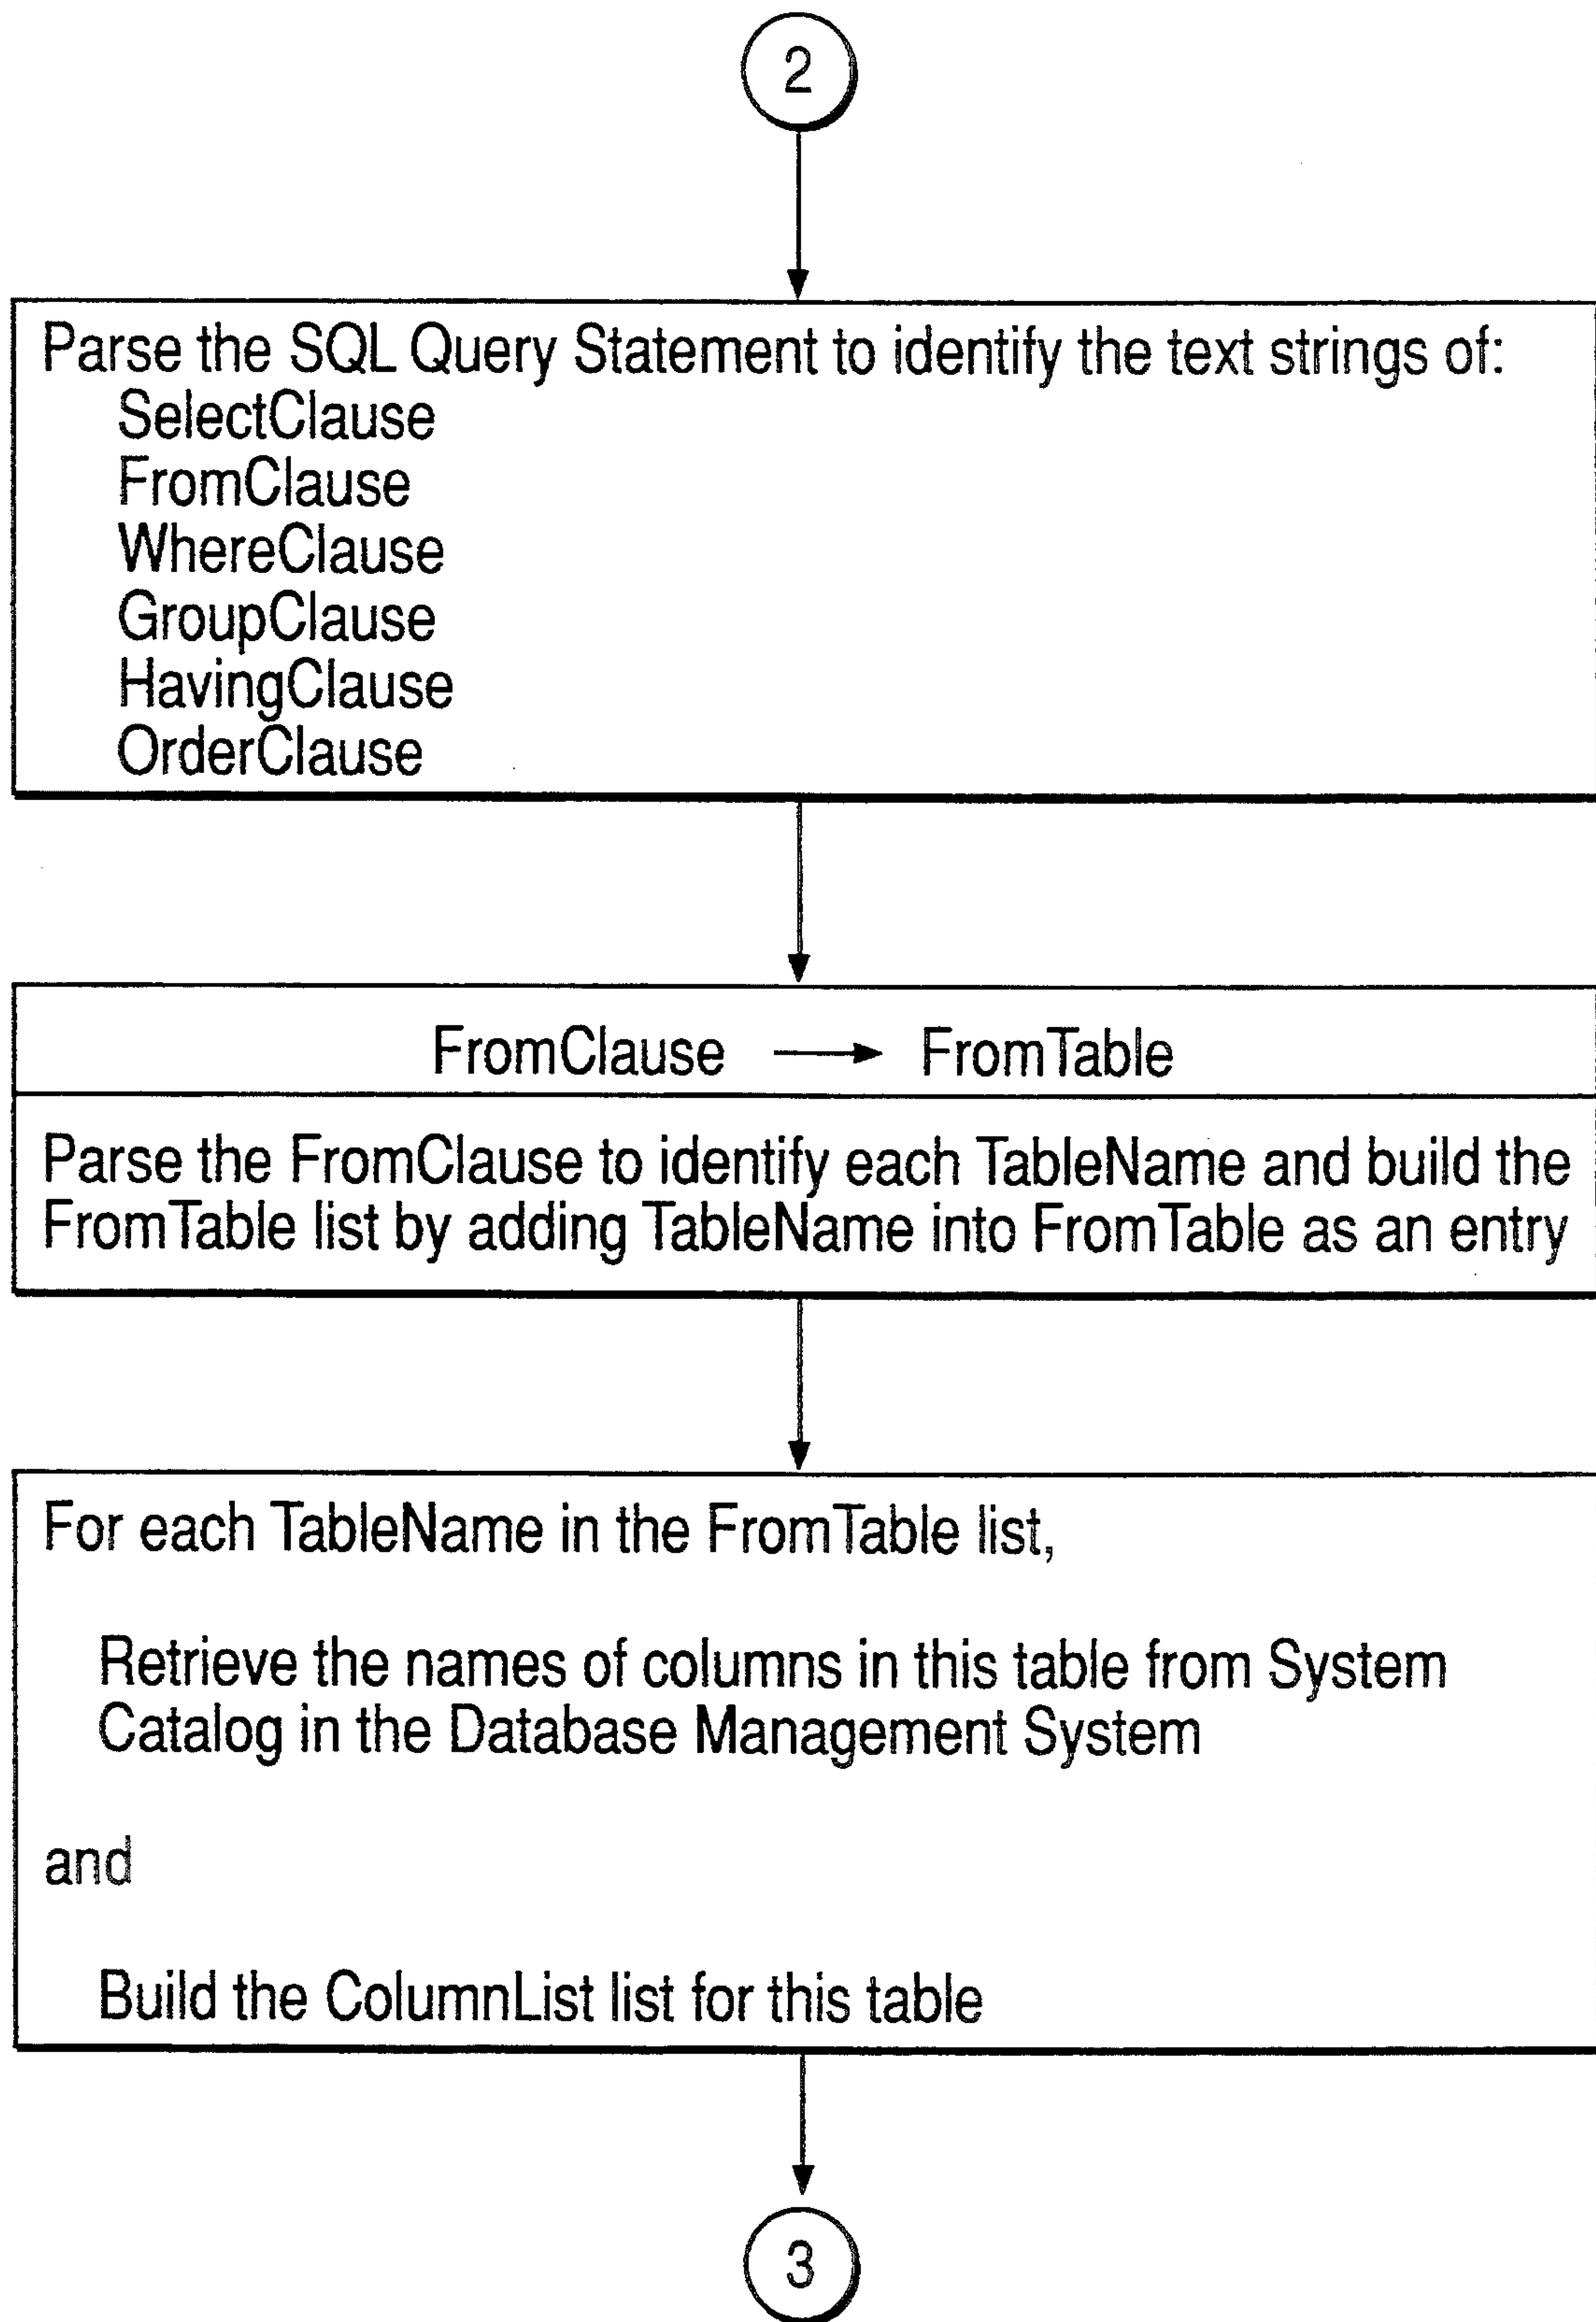 2
Parse the SQL Query Statement to identify the text strings of:
SelectClause
FromClause
WhereClause
GroupClause
HavingClause
OrderClause
FromClause → FromTable
Parse the FromClause to identify each TableName and build the
FromTable list by adding TableName into FromTable as an entry
For each TableName in the FromTable list,
Retrieve the names of columns in this table from System
Catalog in the Database Management System
and
Build the ColumnList list for this table
3